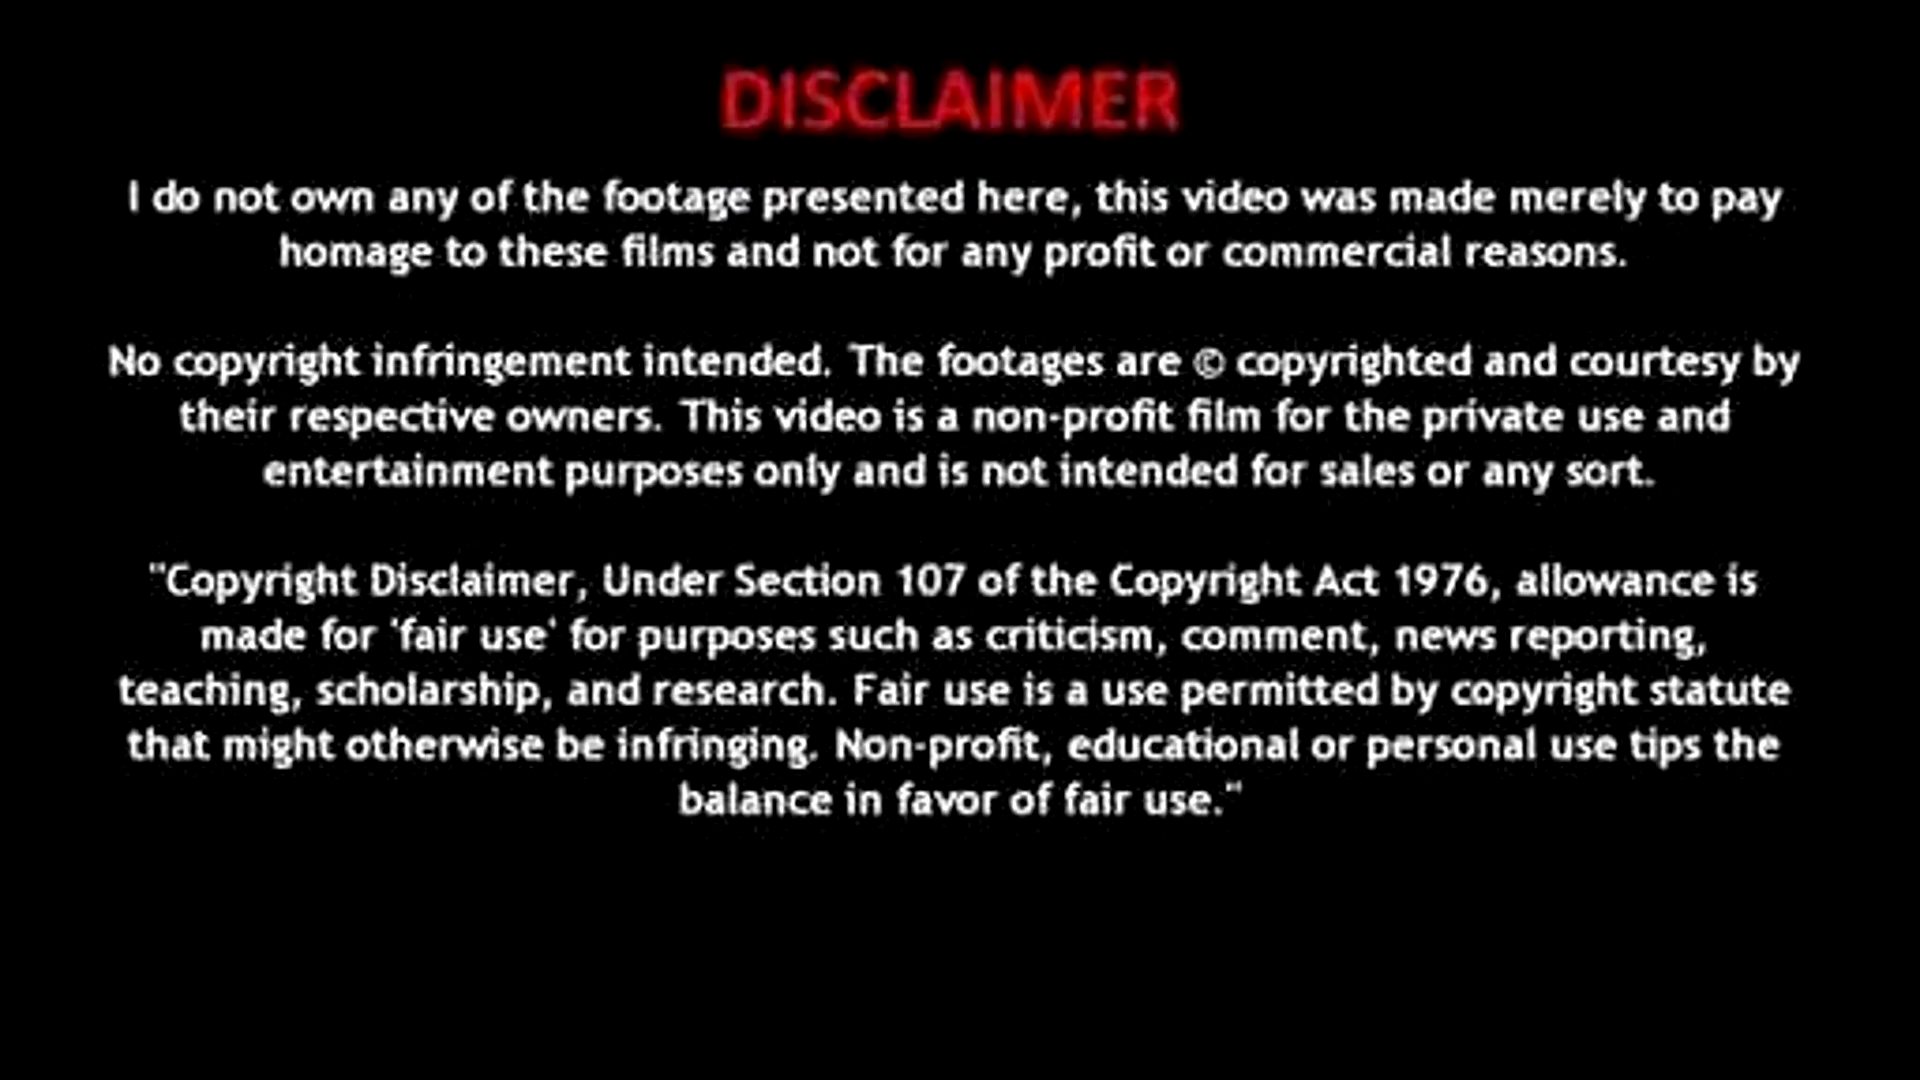 DISCLAIMER
I do not own any of the footage presented here, this video was made merely to pay
homage to these films and not for any profit or commercial reasons.
No copyright infringement intended. The footages are © copyrighted and courtesy by
their respective owners. This video is a non-profit film for the private use and
entertainment purposes only and is not intended for sales or any sort.
"Copyright Disclaimer, Under Section 107 of the Copyright Act 1976, allowance is
made for 'fair use' for purposes such as criticism, comment, news reporting,
teaching, scholarship, and research. Fair use is a use permitted by copyright statute
that might otherwise be infringing. Non-profit, educational or personal use tips the
balance in favor of fair use."